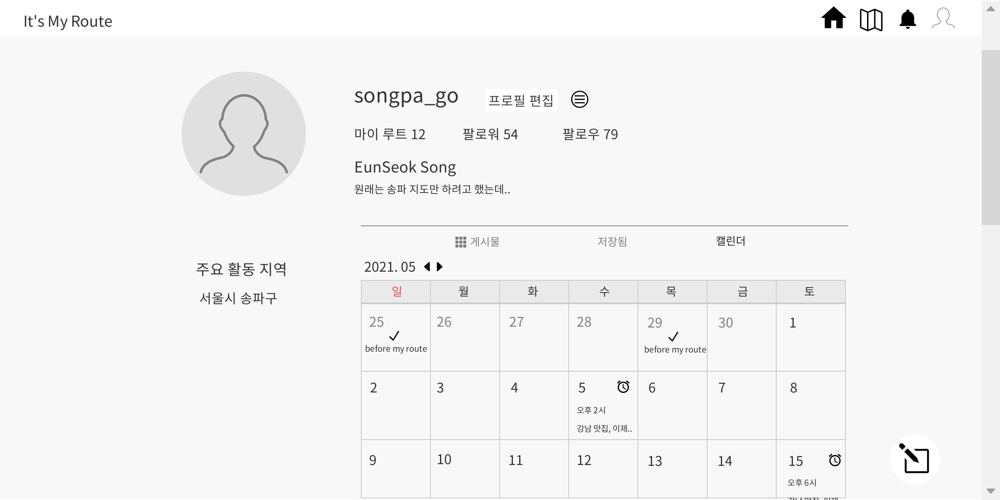 It's My Route
songpa_go 프로필 편집
마이 루트 12 팔로워 54 팔로우 79
EunSeok Song
원래는 송파 지도만 하려고 했는데..
게시물 저장됨 캘린더
주요 활동 지역
서울시 송파구
2021. 05
일 월 화 수 목 금 토
25 26 27 28 29 30 1
before my route before my route
2 3 4 5 6 7 8
오후 2시
강남 맛집, 이제..
9 10 11 12 13 14 15
오후 6시